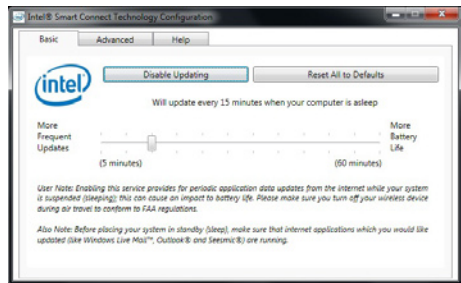 Intel® Smart Connect Technology Configuration
Basic
Advanced
Help
intel
Disable Updating
Reset All to Defaults
Will update every 15 minutes when your computer is asleep
More
Frequent
Updates
More
Battery
Life
(5 minutes)
(60 minutes)
User Note: Enabling this service provides for periodic application data updates from the internet while your system
is suspended (sleeping); this can cause an impact to battery life. Please make sure you turn off your wireless device
during air travel to conform to FAA regulations.
Also Note: Before placing your system in standby (sleep), make sure that internet applications which you would like
updated (like Windows Live Mail™, Outlook® and Seesmic®) are running.